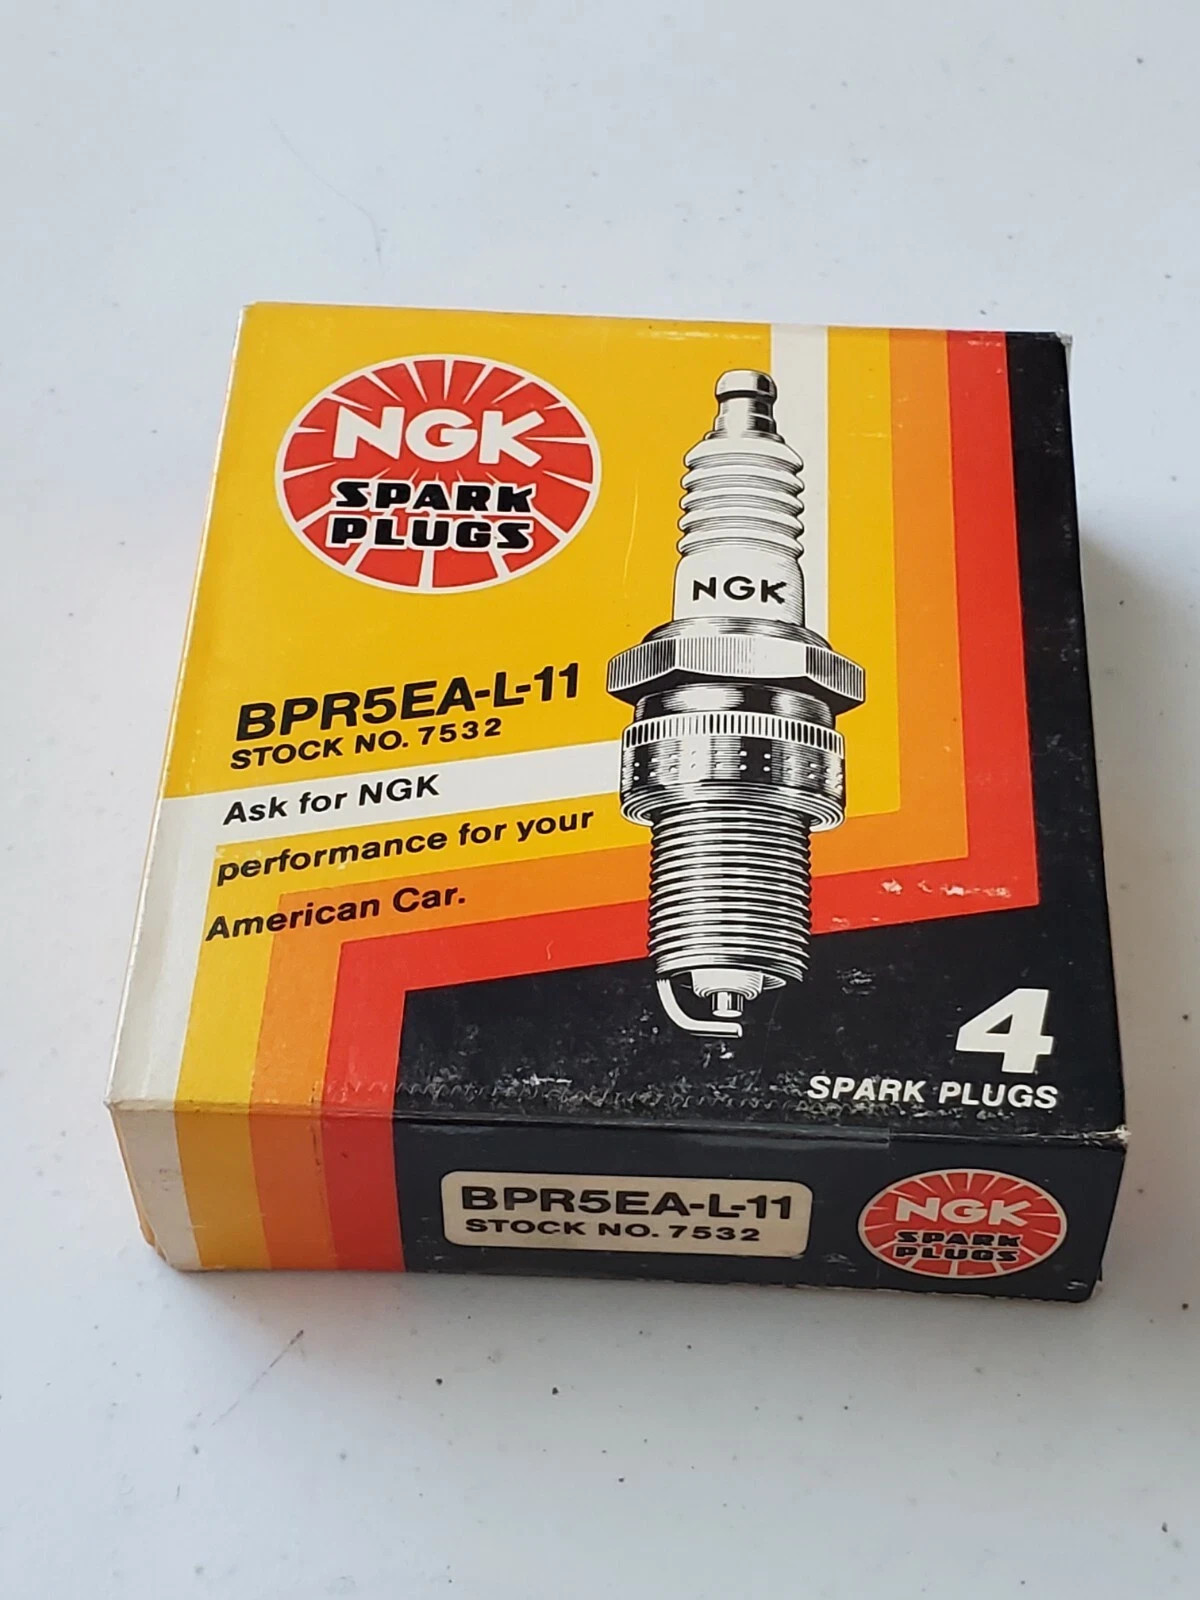 NGK
SPARK
PLUGS
NGK
BPR5EA-L-11
STOCK NO. 7532
Ask for NGK
performance for your
American Car.
4
SPARK PLUGS
BPR5EA-L-11
STOCK NO. 7532
NGK
SPARK
PLUGS